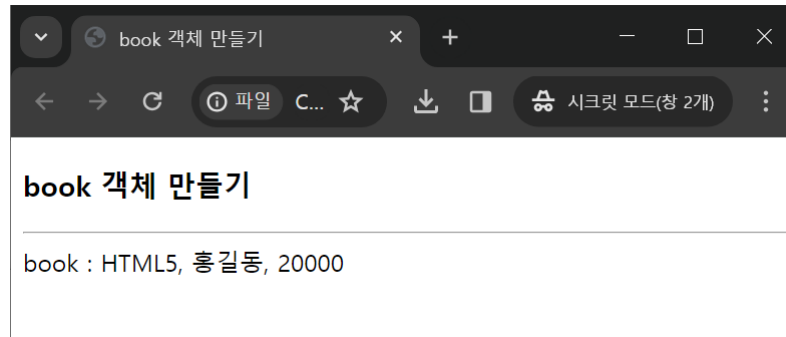 book 객체 만들기
파일 C...
시크릿 모드(창 2개)
book 객체 만들기
book : HTML5, 홍길동, 20000